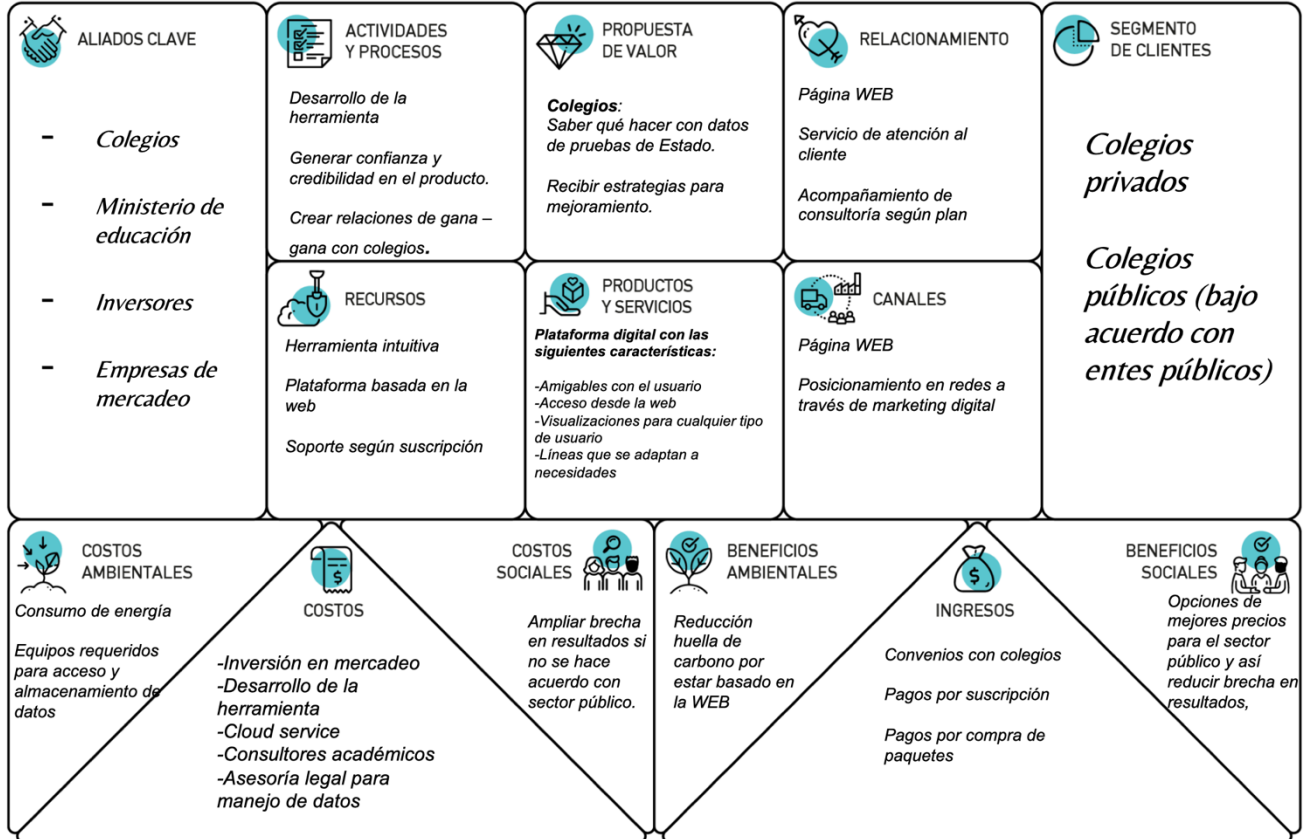 ALIADOS CLAVE
- Colegios
- Ministerio de
educación
- Inversores
- Empresas de
mercadeo
ACTIVIDADES
Y PROCESOS
Desarrollo de la
herramienta
Generar confianza y
credibilidad en el producto.
Crear relaciones de gana –
gana con colegios.
RECURSOS
Herramienta intuitiva
Plataforma basada en la
web
Soporte según suscripción
PROPUESTA
DE VALOR
Colegios:
Saber qué hacer con datos
de pruebas de Estado.
Recibir estrategias para
mejoramiento.
PRODUCTOS
Y SERVICIOS
Plataforma digital con las
siguientes características:
-Amigables con el usuario
-Acceso desde la web
-Visualizaciones para cualquier tipo
de usuario
-Líneas que se adaptan a
necesidades
RELACIONAMIENTO
Página WEB
Servicio de atención al
cliente
Acompañamiento de
consultoría según plan
CANALES
Página WEB
Posicionamiento en redes a
través de marketing digital
SEGMENTO
DE CLIENTES
Colegios
privados
Colegios
públicos (bajo
acuerdo con
entes públicos)
COSTOS
AMBIENTALES
Consumo de energía
Equipos requeridos
para acceso y
almacenamiento de
datos
$
COSTOS
-Inversión en mercadeo
-Desarrollo de la
herramienta
-Cloud service
-Consultores académicos
-Asesoría legal para
manejo de datos
COSTOS
SOCIALES
Ampliar brecha
en resultados si
no se hace
acuerdo con
sector público.
BENEFICIOS
AMBIENTALES
Reducción
huella de
carbono por
estar basado en
la WEB
$
INGRESOS
Convenios con colegios
Pagos por suscripción
Pagos por compra de
paquetes
BENEFICIOS
SOCIALES
Opciones de
mejores precios
para el sector
público y así
reducir brecha en
resultados,